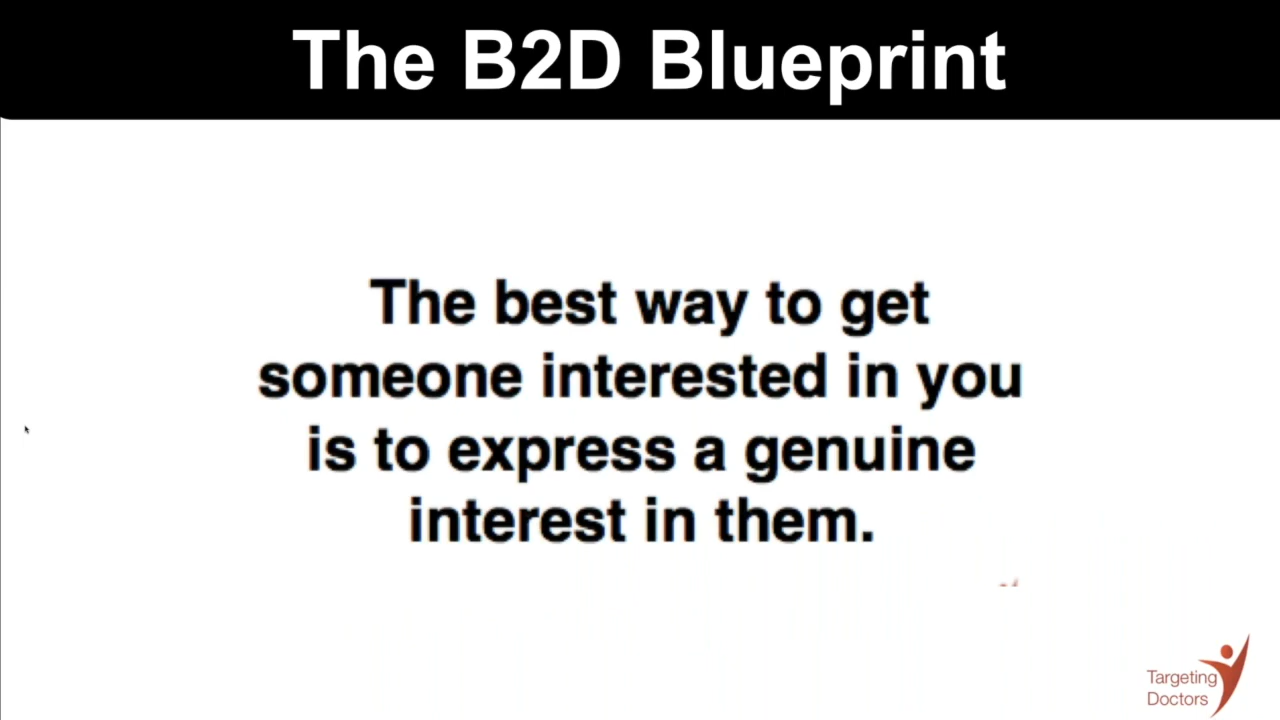 The B2D Blueprint
The best way to get
someone interested in you
is to express a genuine
interest in them.
Targeting
Doctors